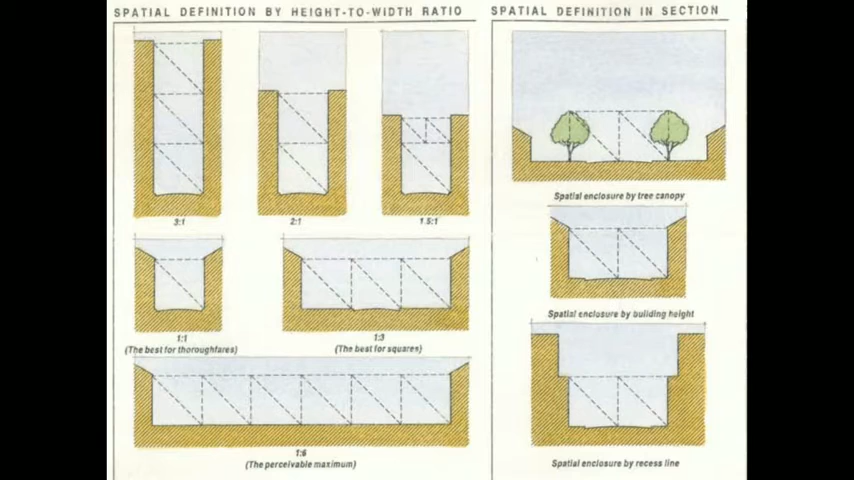 SPATIAL DEFINITION BY HEIGHT-TO-WIDTH RATIO
3:1
2:1
1.5:1
1:1
(The best for thoroughfares)
1:3
(The best for squares)
1:6
(The perceivable maximum)
SPATIAL DEFINITION IN SECTION
Spatial enclosure by tree canopy
Spatial enclosure by building height
Spatial enclosure by recess line